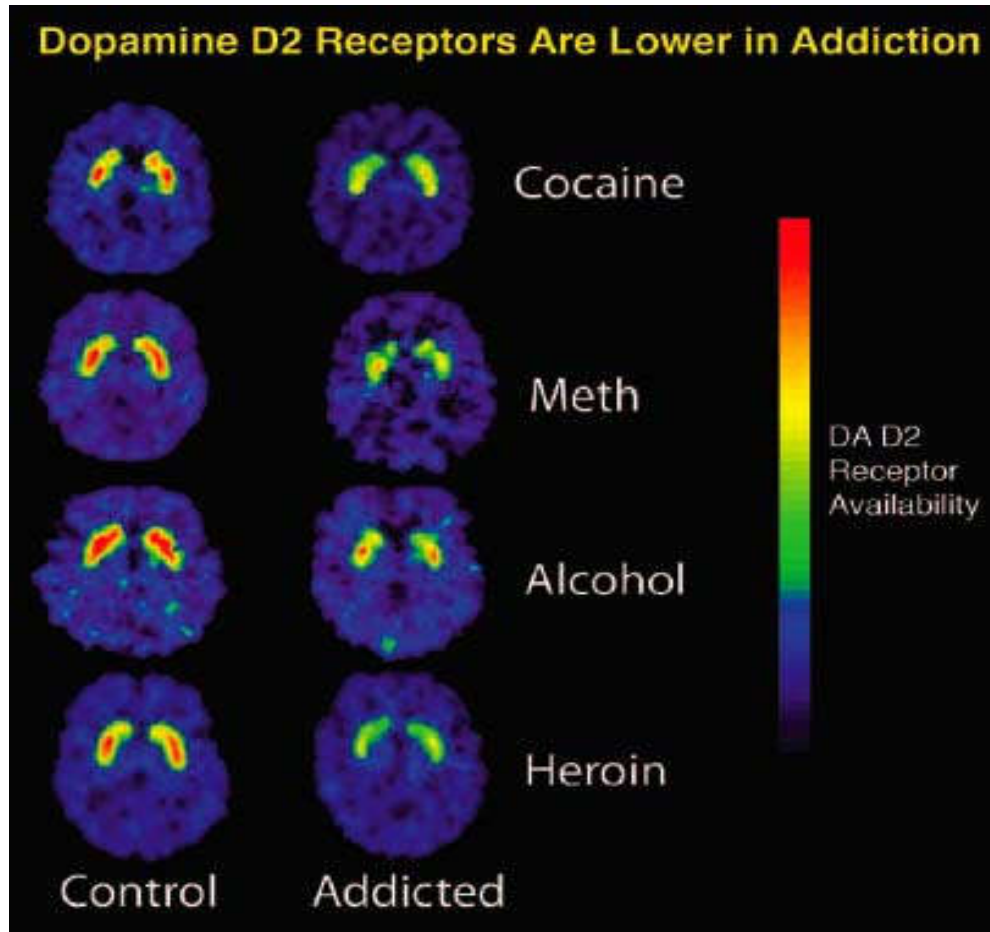 Dopamine D2 Receptors Are Lower in Addiction
Cocaine
Meth
DA D2
Receptor
Availability
Alcohol
Heroin
Control Addicted